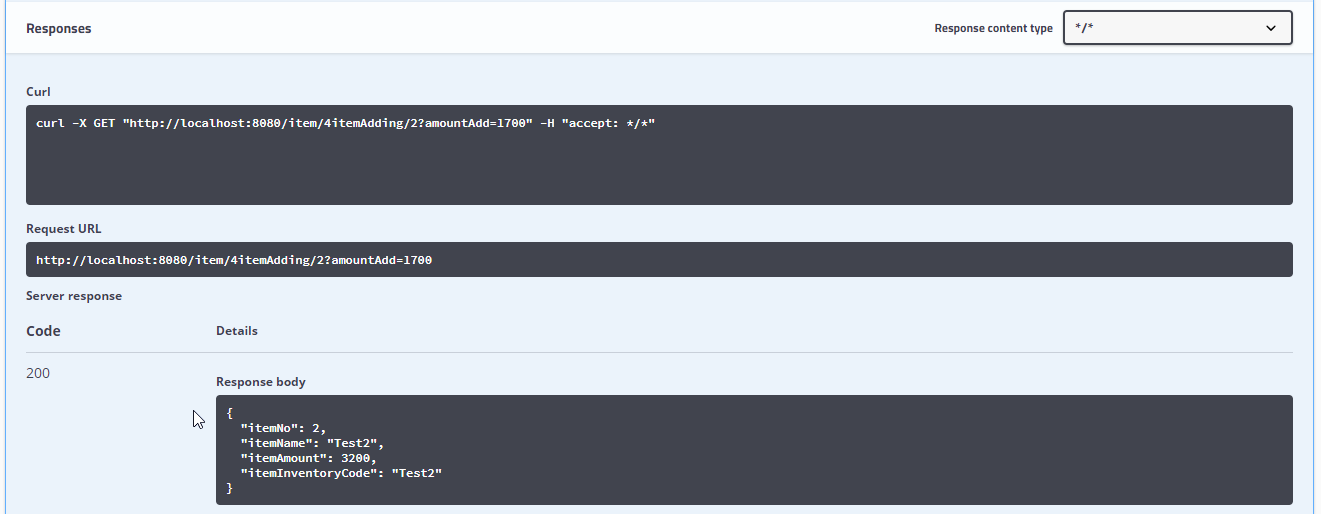 Responses
Response content type
*/*
Curl
curl -X GET "http://localhost:8080/item/4itemAdding/2?amountAdd=1700" -H "accept: */*"
Request URL
http://localhost:8080/item/4itemAdding/2?amountAdd=1700
Server response
Code Details
200
Response body
{
  "itemNo": 2,
  "itemName": "Test2",
  "itemAmount": 3200,
  "itemInventoryCode": "Test2"
}